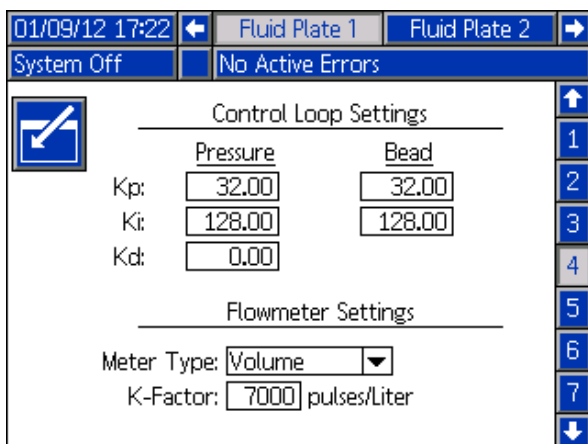 01/09/12 17:22 Fluid Plate 1 Fluid Plate 2
System Off No Active Errors
Control Loop Settings
Pressure Bead
Kp: 32.00 32.00
Ki: 128.00 128.00
Kd: 0.00
Flowmeter Settings
Meter Type: Volume
K-Factor: 7000 pulses/Liter
1
2
3
4
5
6
7